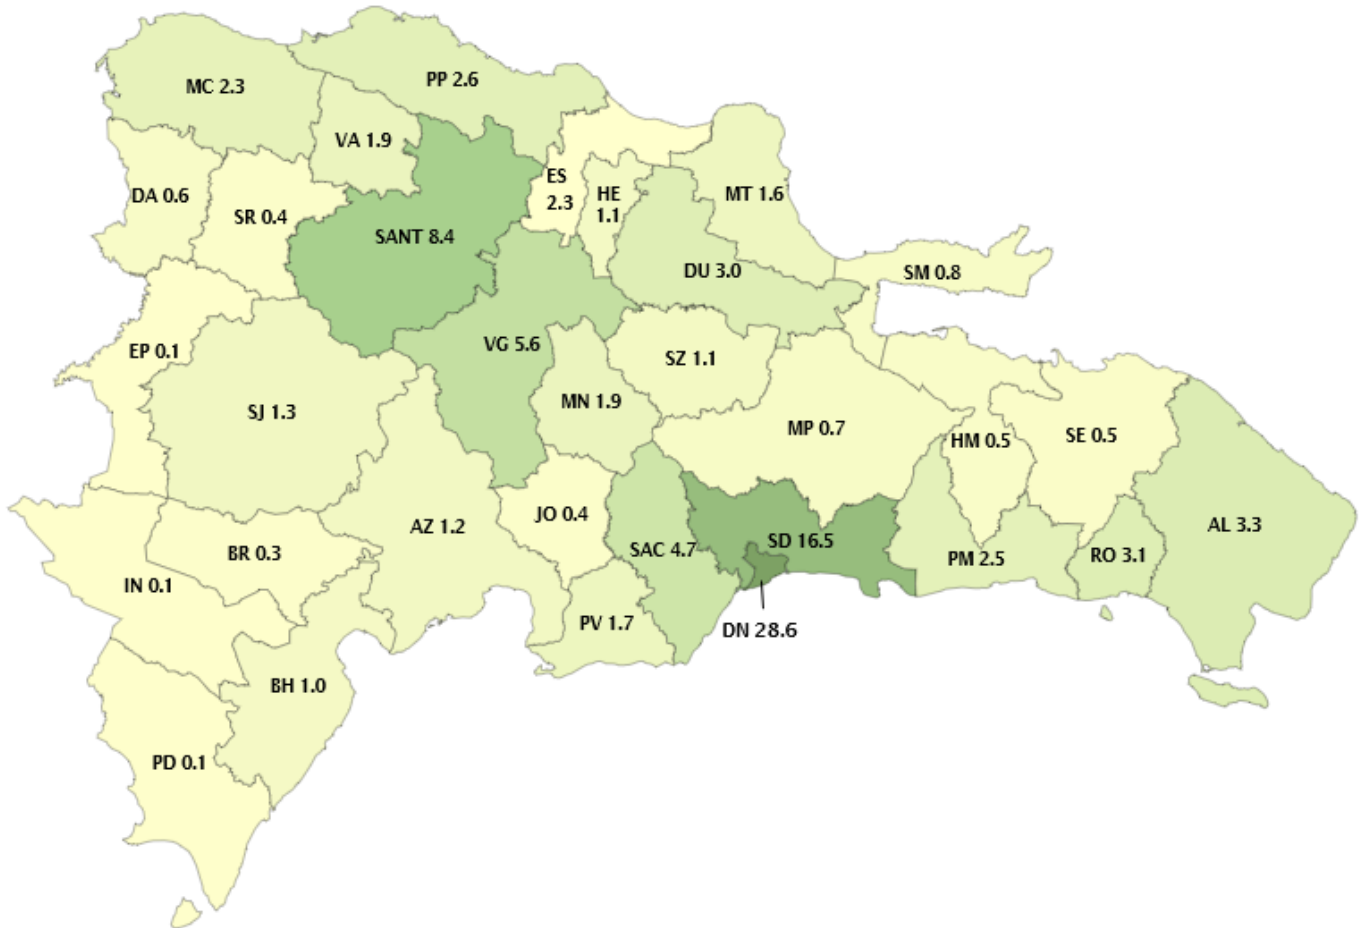 PP 2.6
MC 2.3
VA 1.9
ES
2.3
HE
1.1
MT 1.6
DA 0.6
SR 0.4
SANT 8.4
DU 3.0
SM 0.8
EP 0.1
VG 5.6
SZ 1.1
SJ 1.3
MN 1.9
MP 0.7
HM 0.5
SE 0.5
JO 0.4
AZ 1.2
AL 3.3
SD 16.5
SAC 4.7
BR 0.3
RO 3.1
PM 2.5
IN 0.1
PV 1.7
DN 28.6
BH 1.0
PD 0.1